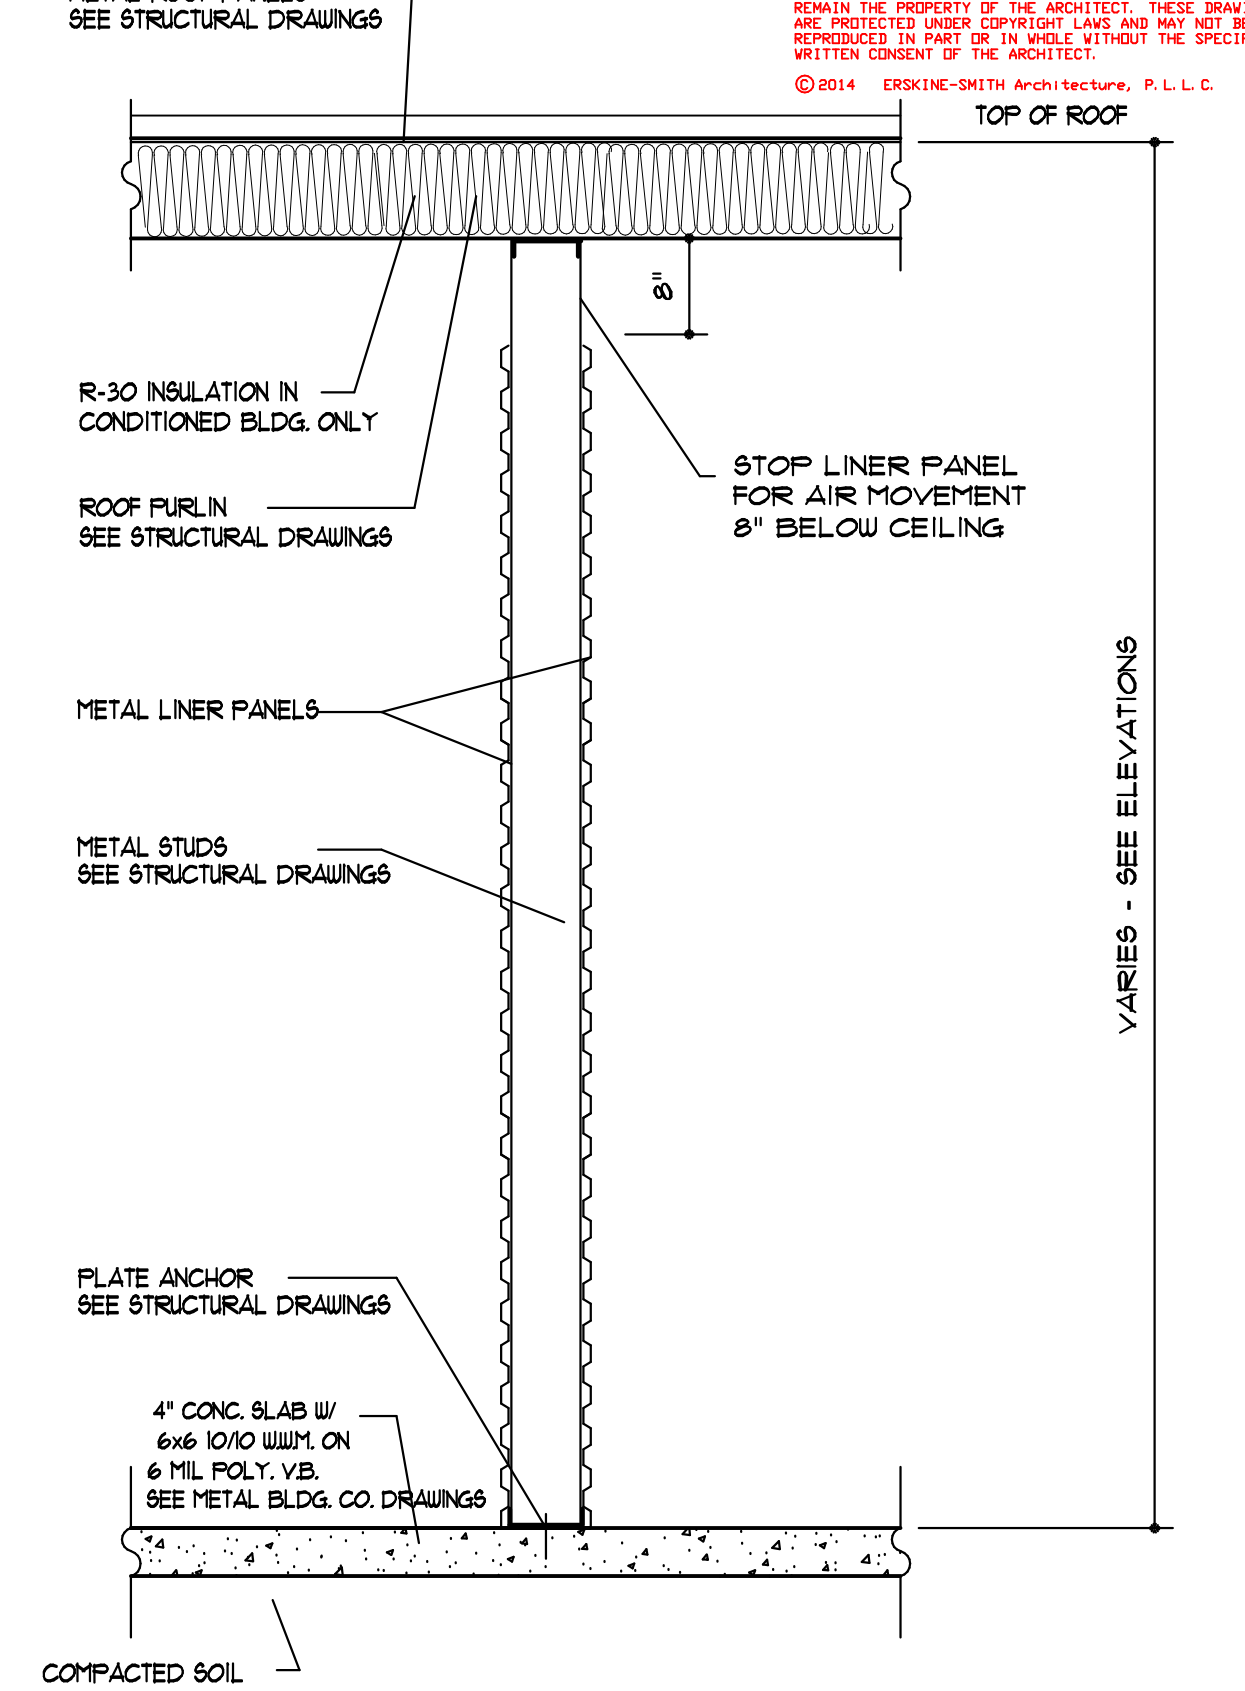 SEE STRUCTURAL DRAWINGS
REMAIN THE PROPERTY OF THE ARCHITECT. THESE
ARE PROTECTED UNDER COPYRIGHT LAWS AND MAY NOT BE
REPRODUCED IN PART OR IN WHOLE WITHOUT THE
WRITTEN CONSENT OF THE ARCHITECT.
© 2014 ERSKINE-SMITH Architecture, P.L.L.C.
TOP OF ROOF
8"
R-30 INSULATION IN
CONDITIONED BLDG. ONLY
STOP LINER PANEL
FOR AIR MOVEMENT
8" BELOW CEILING
ROOF PURLIN
SEE STRUCTURAL DRAWINGS
METAL LINER PANELS
VARIES - SEE ELEVATIONS
METAL STUDS
SEE STRUCTURAL DRAWINGS
PLATE ANCHOR
SEE STRUCTURAL DRAWINGS
4" CONC. SLAB W/
6x6 10/10 W.W.M. ON
6 MIL POLY. V.B.
SEE METAL BLDG. CO. DRAWINGS
COMPACTED SOIL